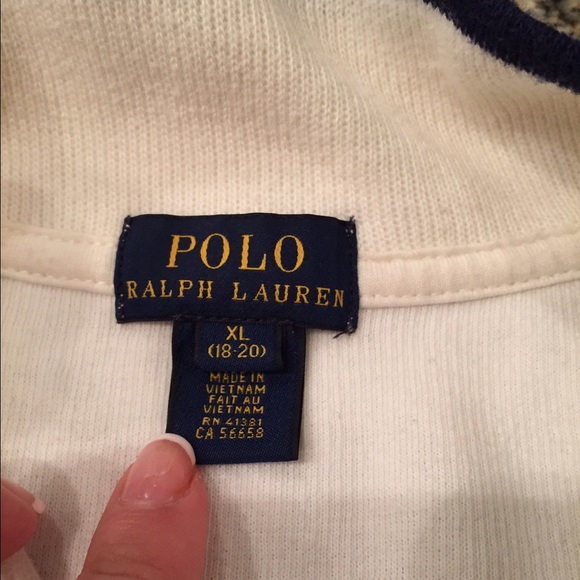 POLO
RALPH LAUREN
XL
(18-20)
MADE IN
VIETNAM
FAIT AU
VIETNAM
RN 41381
CA 56658